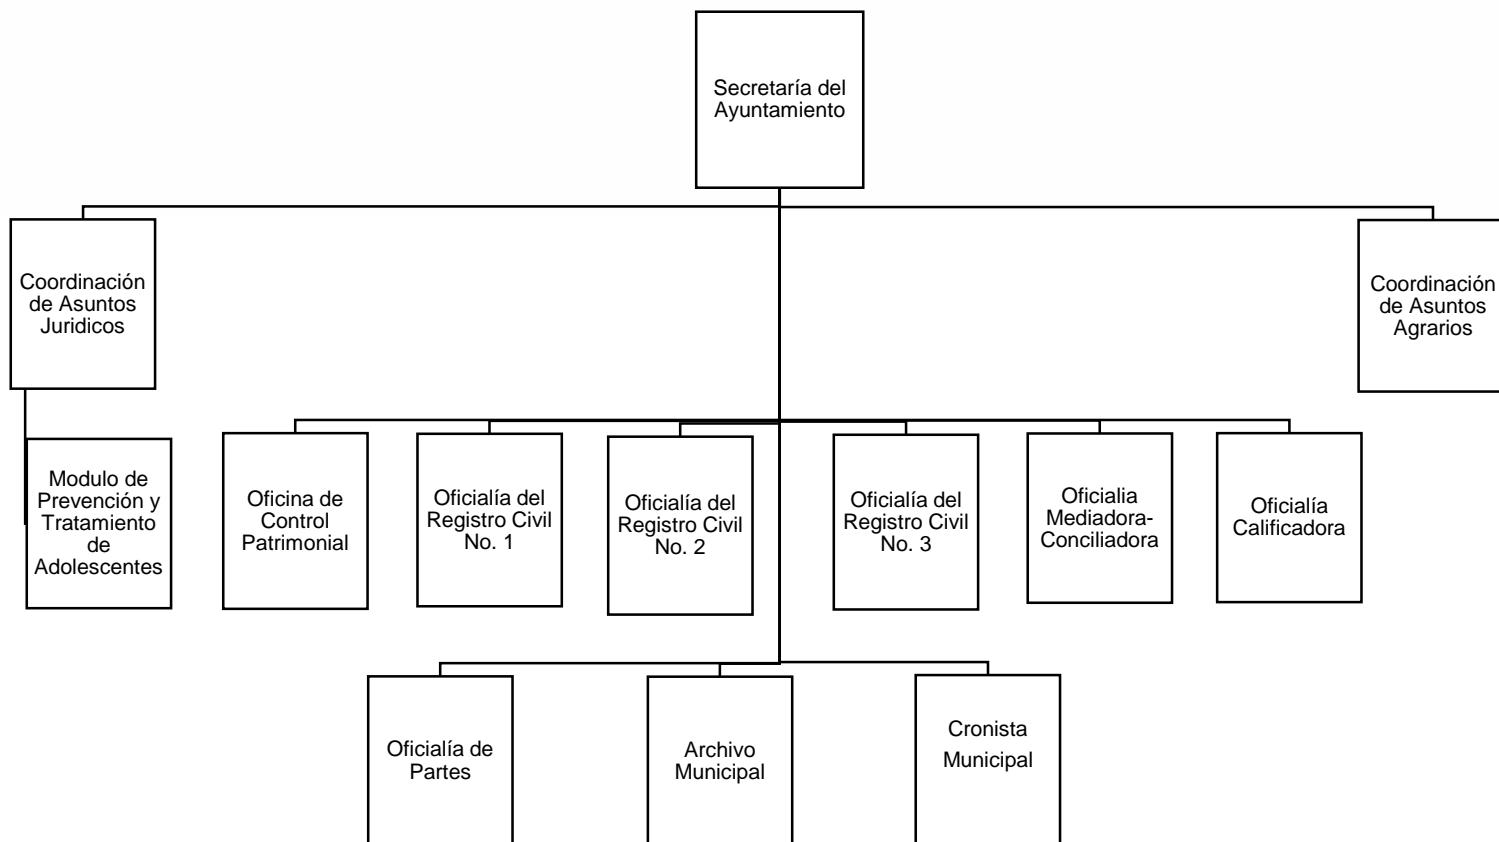 Secretaría del
Ayuntamiento
Coordinación
de Asuntos
Juridicos
Coordinación
de Asuntos
Agrarios
Modulo de
Prevención y
Tratamiento
de
Adolescentes
Oficina de
Control
Patrimonial
Oficialía del
Registro Civil
No. 1
Oficialía del
Registro Civil
No. 2
Oficialía del
Registro Civil
No. 3
Oficialia
Mediadora-
Conciliadora
Oficialía
Calificadora
Oficialía de
Partes
Archivo
Municipal
Cronista
Municipal